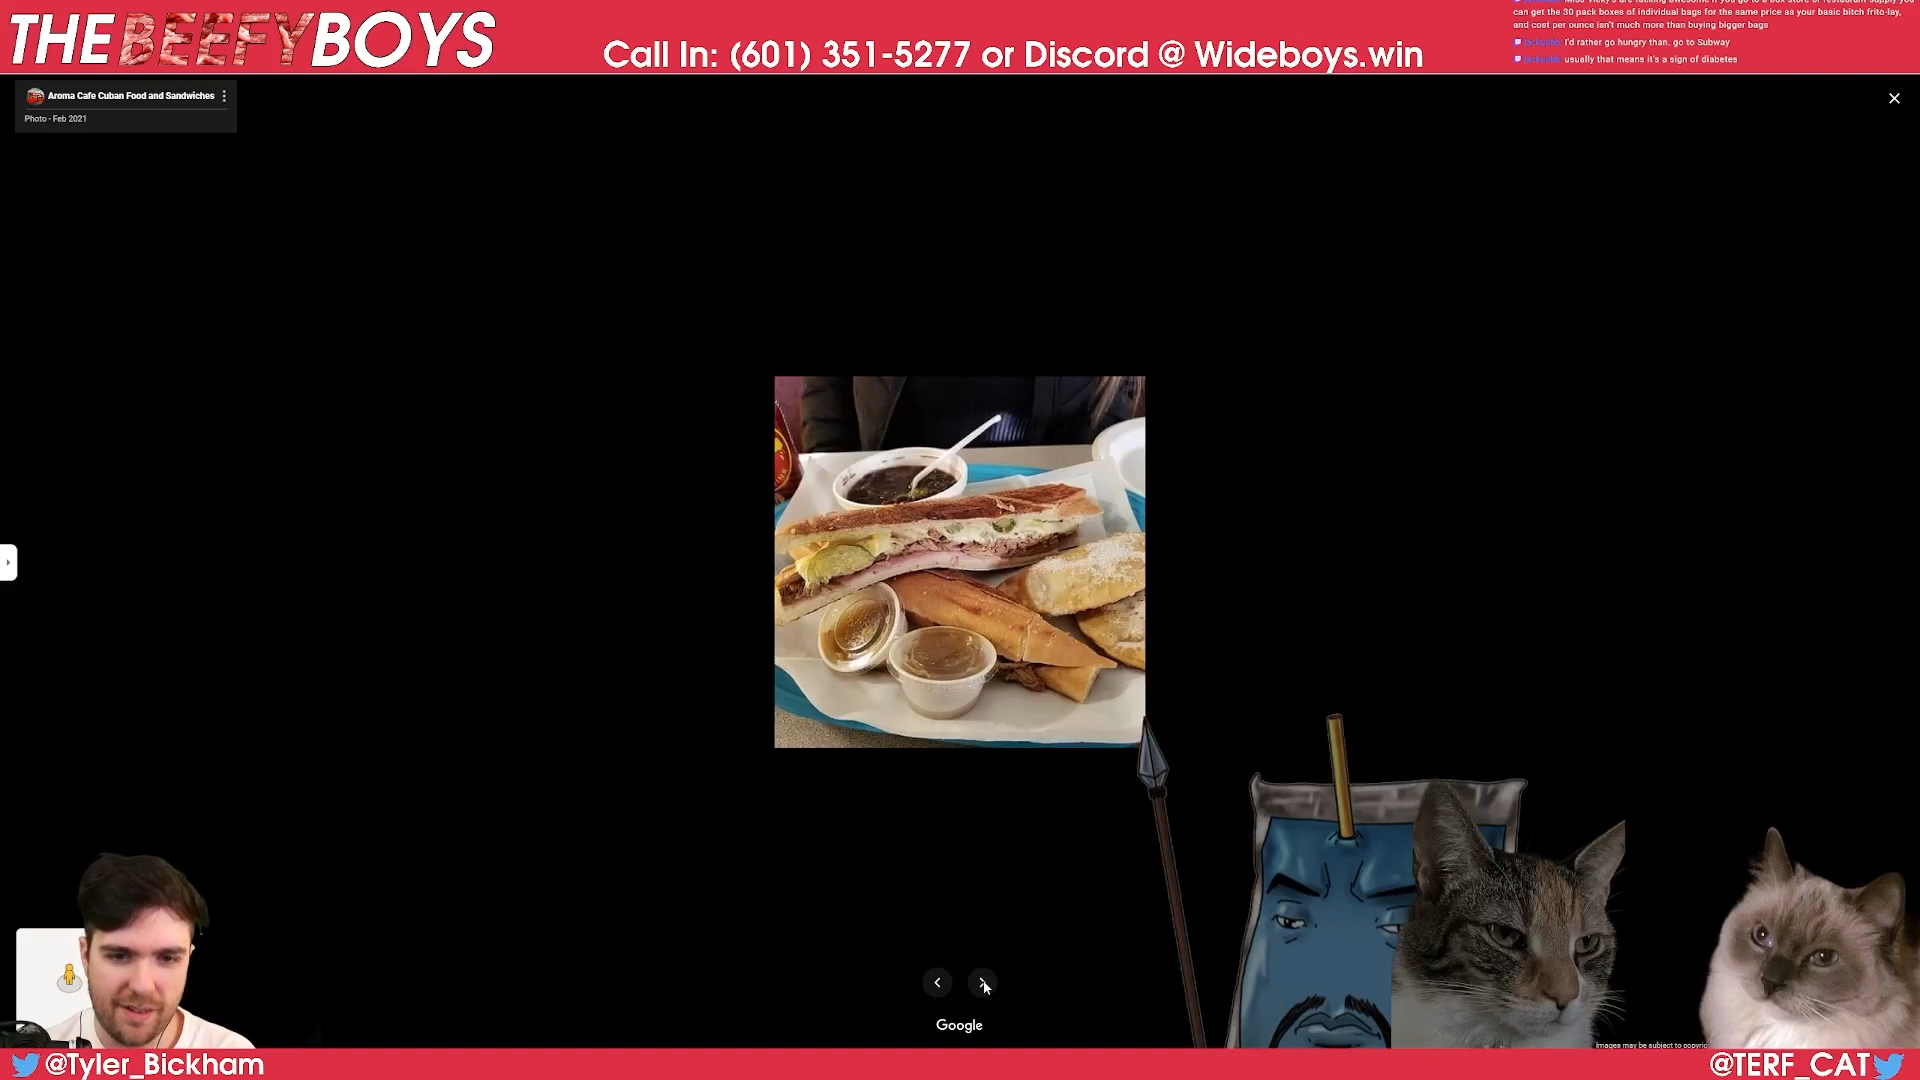 THE BEEFY BOYS
Call In: (601) 351-5277 or Discord @ Wideboys.win
can get the 30 pack boxes of individual bags for the same price as your basic bitch frito-lay,
and cost per ounce isn't much more than buying bigger bags
I'd rather go hungry than. go to Subway
usually that means it's a sign of diabetes
Aroma Cafe Cuban Food and Sandwiches
Photo - Feb 2021
Google
Images may be subject to copyric
@Tyler_Bickham
@TERF_CAT